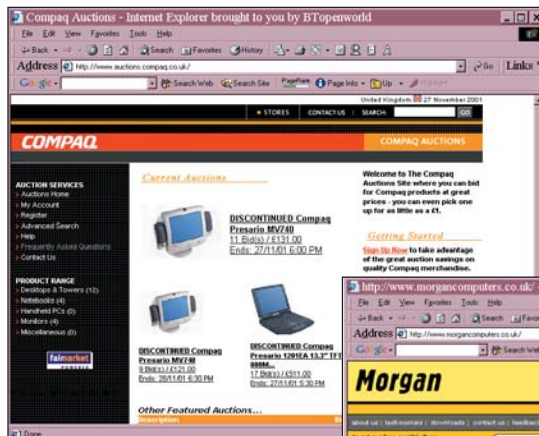 Compaq Auctions - Internet Explorer brought to you by BTopenworld
File Edit View Favorites Tools Help
Back Search Favorites History
Address http://www.auctions.compaq.co.uk/ Go Links
Google Search Web Search Site PageRank Page Info Up Highlight
United Kingdom 27 November 2001
STORES CONTACT US SEARCH: GO
COMPAQ COMPAQ AUCTIONS
AUCTION SERVICES
Auctions Home
My Account
Register
Advanced Search
Help
Frequently Asked Questions
Contact Us
PRODUCT RANGE
Desktops & Towers (12)
Notebooks (4)
Handheld PCs (0)
Monitors (4)
Miscellaneous (0)
fairmarket
Current Auctions
DISCONTINUED Compaq
Presario MV740
11 Bid(s) / £131.00
Ends: 27/11/01 6:00 PM
DISCONTINUED Compaq
Presario MV740
9 Bid(s) / £121.00
Ends: 28/11/01 6:30 PM
DISCONTINUED Compaq
Presario 1201EA 13.3" TFT
800M...
17 Bid(s) / £511.00
Ends: 27/11/01 5:30 PM
Other Featured Auctions...
Description
Welcome to The Compaq
Auctions Site where you can bid
for Compaq products at great
prices - you can even pick one
up for as little as a £1.
Getting Started
Sign Up Now to take advantage
of the great auction savings on
quality Compaq merchandise.
Done
http://www.morgancomputers.co.uk/ -
File Edit View Favorites Tools Help
Back Search Favor
Address http://www.morgancomputers.co.uk/
Google Search Web
Morgan
about us downloads contact us feedback